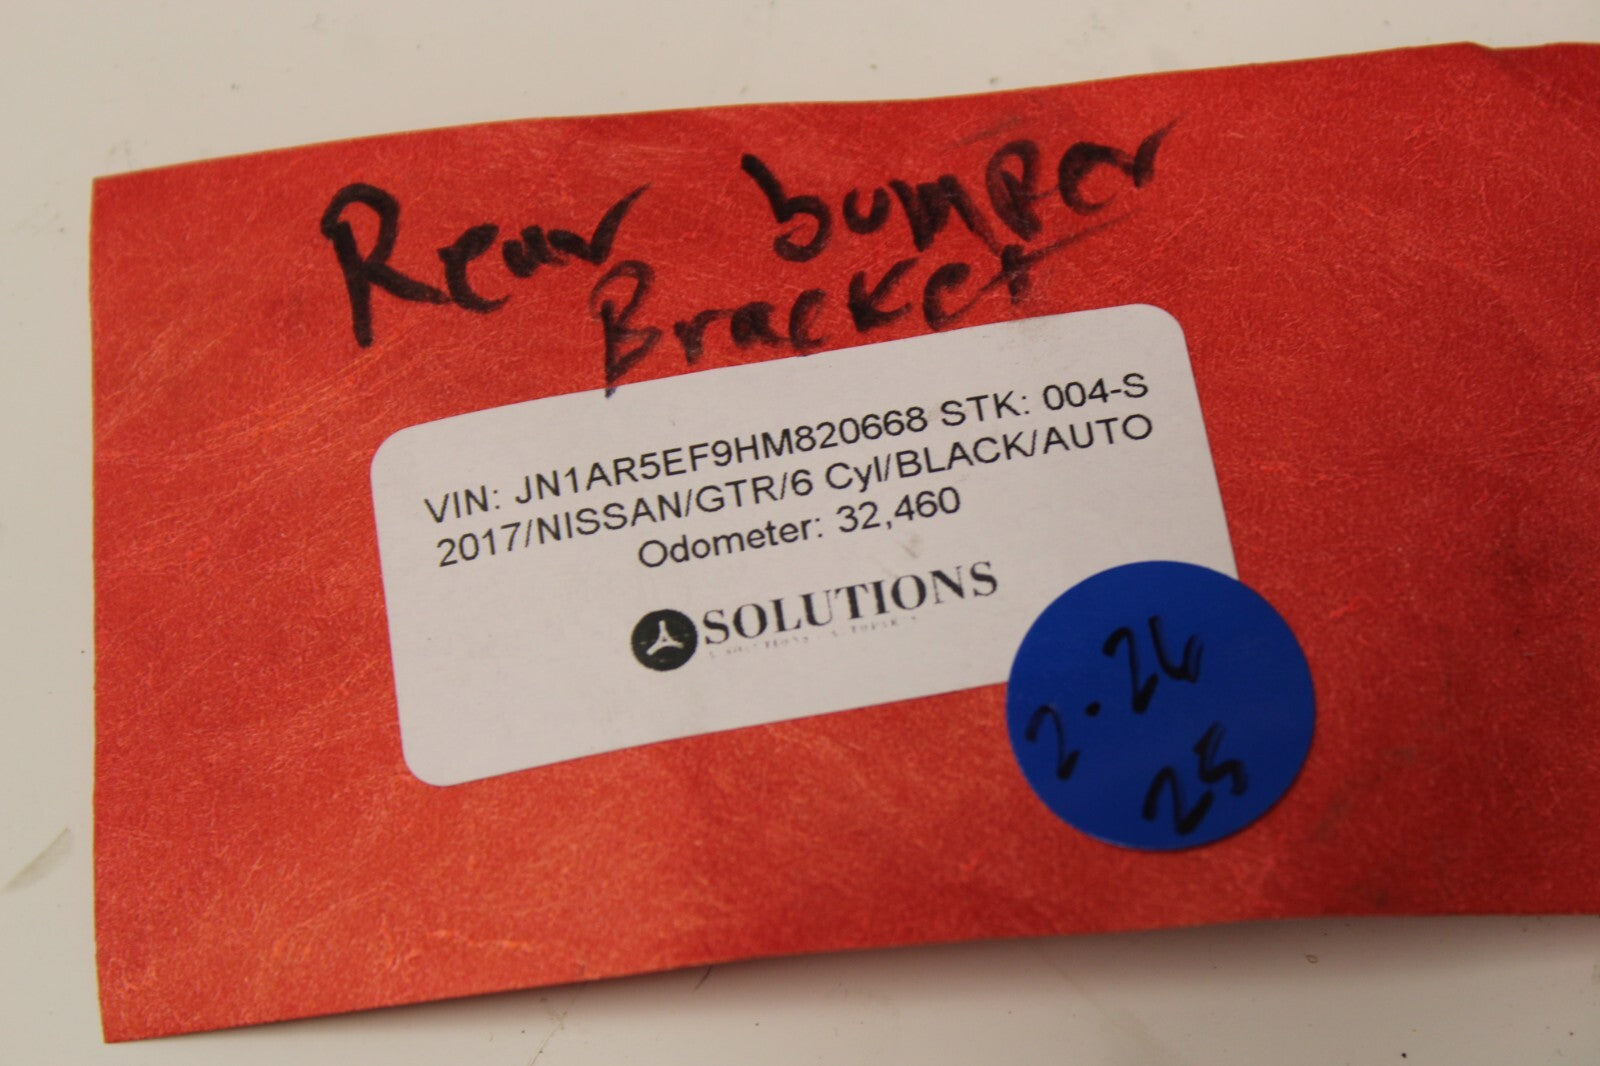 Rear bumper
Bracket
VIN: JN1AR5EF9HM820668 STK: 004-S
2017/NISSAN/GTR/6 Cyl/BLACK/AUTO
Odometer: 32,460
SOLUTIONS
2.26
25